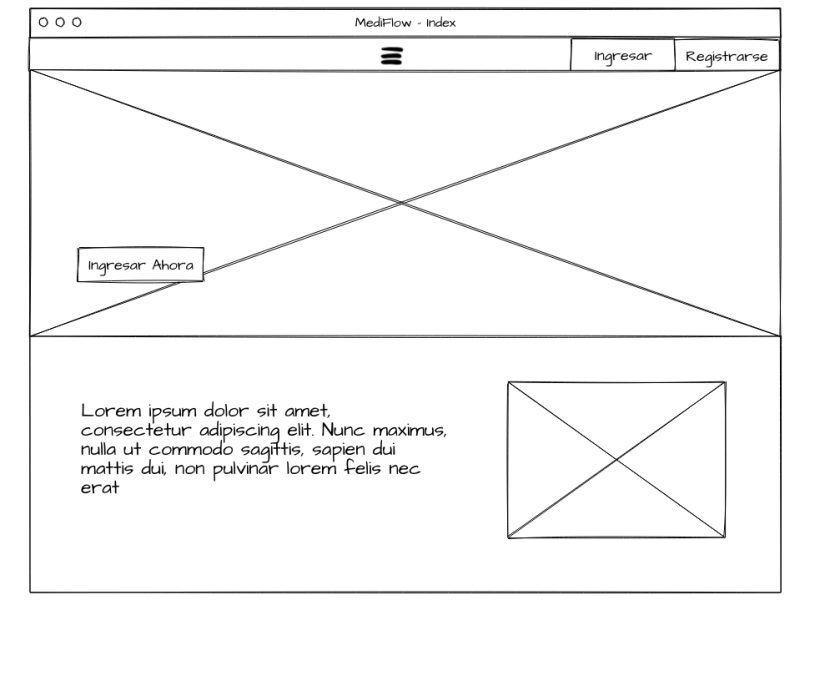 MediFlow - Index
Ingresar
Registrarse
Ingresar Ahora
Lorem ipsum dolor sit amet,
consectetur adipiscing elit. Nunc maximus,
nulla ut commodo sagittis, sapien dui
mattis dui, non pulvinar lorem felis nec
erat